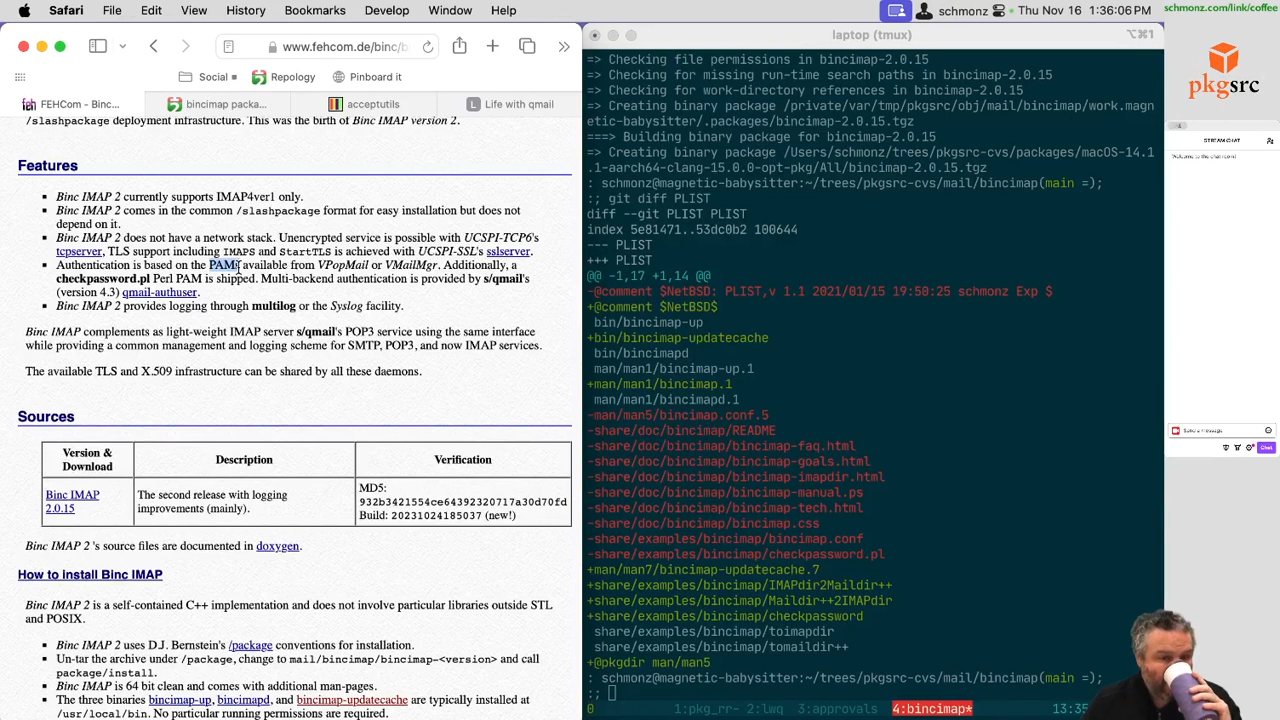 Safari File Edit View History Bookmarks Develop Window Help
schmonz Thu Nov 16 1:36:06 PM
schmonz.com/link/coffee
www.fehcom.de/binc/b
Social
Repology
Pinboard it
FEHCom - Binc...
bincimap packa...
acceptutils
Life with qmail
/slashpackage deployment infrastructure. This was the birth of Binc IMAP version 2.
Features
Binc IMAP 2 currently supports IMAP4ver1 only.
Binc IMAP 2 comes in the common /slashpackage format for easy installation but does not
depend on it.
Binc IMAP 2 does not have a network stack. Unencrypted service is possible with UCSPI-TCP6's
tcpserver, TLS support including IMAPS and StartTLS is achieved with UCSPI-SSL's sslserver.
Authentication is based on the PAMs available from VPopMail or VMailMgr. Additionally, a
checkpassword.pl Perl PAM is shipped. Multi-backend authentication is provided by s/qmail's
(version 4.3) qmail-authuser.
Binc IMAP 2 provides logging through multilog or the Syslog facility.
Binc IMAP complements as light-weight IMAP server s/qmail's POP3 service using the same interface
while providing a common management and logging scheme for SMTP, POP3, and now IMAP services.
The available TLS and X.509 infrastructure can be shared by all these daemons.
Sources
Version &
Download
Description
Verification
Binc IMAP
2.0.15
The second release with logging
improvements (mainly).
MD5:
932b3421554ce64392320717a30d70fd
Build: 20231024185037 (new!)
Binc IMAP 2 's source files are documented in doxygen.
How to install Binc IMAP
Binc IMAP 2 is a self-contained C++ implementation and does not involve particular libraries outside STL
and POSIX.
Binc IMAP 2 uses D.J. Bernstein's /package conventions for installation.
Un-tar the archive under /package, change to mail/bincimap/bincimap-<version> and call
package/install.
Binc IMAP is 64 bit clean and comes with additional man-pages.
The three binaries bincimap-up, bincimapd, and bincimap-updatecache are typically installed at
/usr/local/bin. No particular running permissions are required.
laptop (tmux)
⌥⌘1
=> Checking file permissions in bincimap-2.0.15
=> Checking for missing run-time search paths in bincimap-2.0.15
=> Checking for work-directory references in bincimap-2.0.15
=> Creating binary package /private/var/tmp/pkgsrc/obj/mail/bincimap/work.magn
etic-babysitter/.packages/bincimap-2.0.15.tgz
===> Building binary package for bincimap-2.0.15
=> Creating binary package /Users/schmonz/trees/pkgsrc-cvs/packages/macOS-14.1
.1-aarch64-clang-15.0.0-opt-pkg/All/bincimap-2.0.15.tgz
: schmonz@magnetic-babysitter:~/trees/pkgsrc-cvs/mail/bincimap(main =);
:; git diff PLIST
diff --git PLIST PLIST
index 5e81471..53dc0b2 100644
--- PLIST
+++ PLIST
@@ -1,17 +1,14 @@
-@comment $NetBSD: PLIST,v 1.1 2021/01/15 19:50:25 schmonz Exp $
+@comment $NetBSD$
bin/bincimap-up
+bin/bincimap-updatecache
bin/bincimapd
man/man1/bincimap-up.1
+man/man1/bincimap.1
man/man1/bincimapd.1
-man/man5/bincimap.conf.5
-share/doc/bincimap/README
-share/doc/bincimap/bincimap-faq.html
-share/doc/bincimap/bincimap-goals.html
-share/doc/bincimap/bincimap-imapdir.html
-share/doc/bincimap/bincimap-manual.ps
-share/doc/bincimap/bincimap-tech.html
-share/doc/bincimap/bincimap.css
-share/examples/bincimap/bincimap.conf
-share/examples/bincimap/checkpassword.pl
+man/man7/bincimap-updatecache.7
+share/examples/bincimap/IMAPdir2Maildir++
+share/examples/bincimap/Maildir++2IMAPdir
+share/examples/bincimap/checkpassword
share/examples/bincimap/toimapdir
share/examples/bincimap/tomaildir++
+@pkgdir man/man5
: schmonz@magnetic-babysitter:~/trees/pkgsrc-cvs/mail/bincimap(main =);
:;
0 1:pkg_rr- 2:lwq 3:approvals 4:bincimap* 13:35
pkgsrc
STREAM CHAT
Welcome to the chat room!
Send a message
Chat